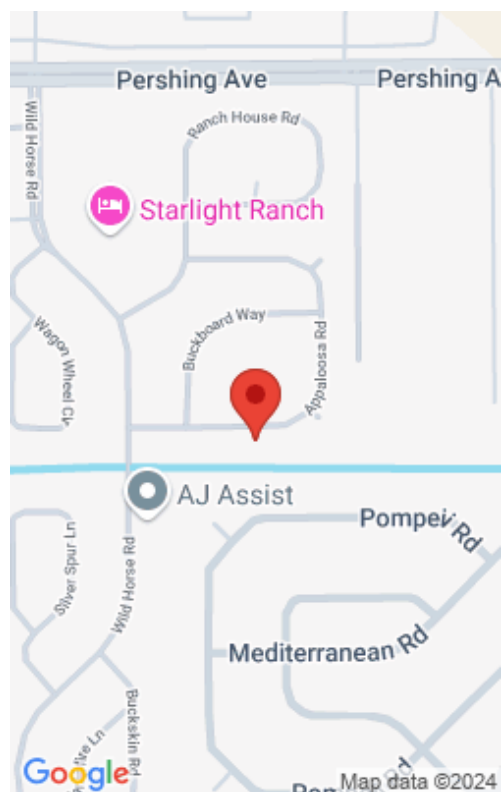 Pershing Ave
Pershing A
Wild Horse Rd
Ranch House Rd
Starlight Ranch
Wagon Wheel Cir
Buckboard Way
Appaloosa Rd
AJ Assist
Pompeii Rd
Silver Spur Ln
Wild Horse Rd
Mediterranean Rd
Buckskin Rd
Google
Map data ©2024